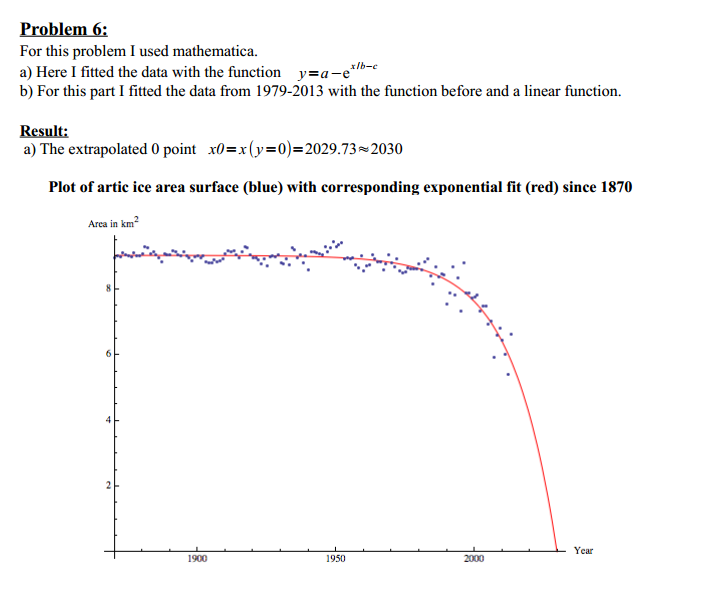 Problem 6:
For this problem I used mathematica.
a) Here I fitted the data with the function y=a−e^{x/b−c}
b) For this part I fitted the data from 1979-2013 with the function before and a linear function.
Result:
a) The extrapolated 0 point x0=x(y=0)=2029.73≈2030
Plot of artic ice area surface (blue) with corresponding exponential fit (red) since 1870
Area in km²
8
6
4
2
1900 1950 2000 Year